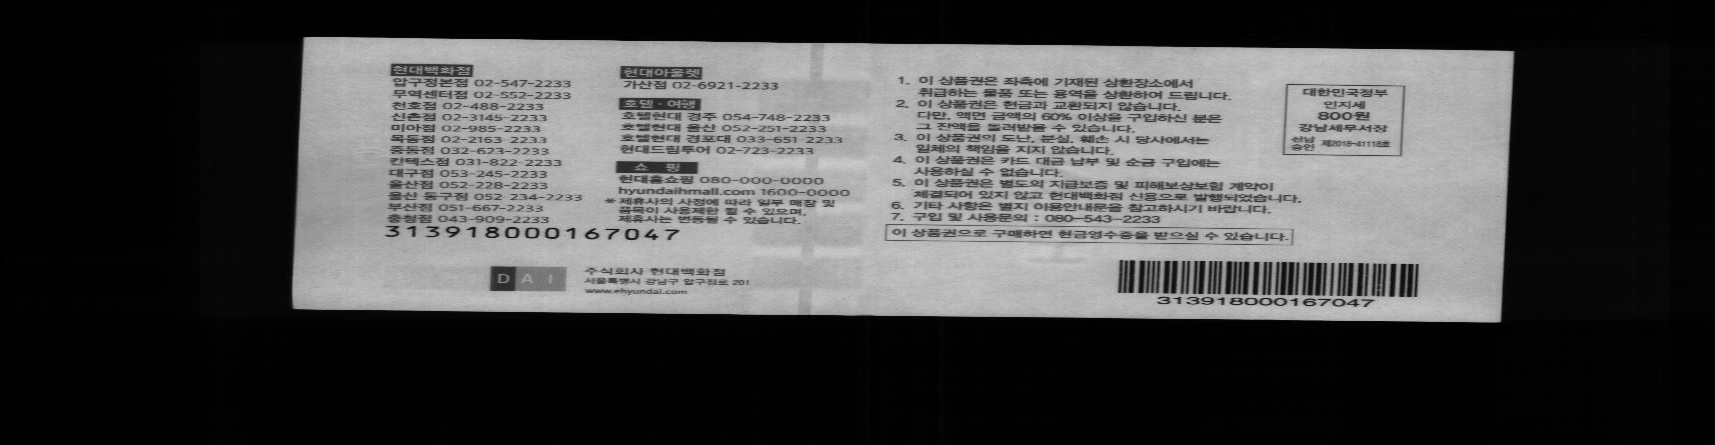 현대백화점
압구정본점 02-547-2233
무역센터점 02-552-2233
천호점 02-488-2233
신촌점 02-3145-2233
미아점 02-985-2233
목동점 02-2163-2233
중동점 032-623-2233
킨텍스점 031-822-2233
대구점 053-245-2233
울산점 052-228-2233
울산 동구점 052 234-2233
부산점 051-667-2233
충청점 043-909-2233
313918000167047
현대아울렛
가산점 02-6921-2233
호텔 · 여행
호텔현대 경주 054-748-2233
호텔현대 울산 052-251-2233
호텔현대 경포대 033-651-2233
현대드림투어 02-723-2233
쇼 핑
현대홈쇼핑 080-000-0000
hyundaihmall.com 1600-0000
* 제휴사의 사정에 따라 일부 매장 및
품목이 사용제한 될 수 있으며,
제휴사는 변동될 수 있습니다.
D A I
주식회사 현대백화점
서울특별시 강남구 압구정로 201
www.ehyundai.com
1. 이 상품권은 좌측에 기재된 상환장소에서
취급하는 물품 또는 용역을 상환하여 드립니다.
2. 이 상품권은 현금과 교환되지 않습니다.
다만, 액면 금액의 60% 이상을 구입하신 분은
그 잔액을 돌려받을 수 있습니다.
3. 이 상품권의 도난, 분실, 훼손 시 당사에서는
일체의 책임을 지지 않습니다.
4. 이 상품권은 카드 대금 납부 및 순금 구입에는
사용하실 수 없습니다.
5. 이 상품권은 별도의 지급보증 및 피해보상보험 계약이
체결되어 있지 않고 현대백화점 신용으로 발행되었습니다.
6. 기타 사항은 별지 이용안내문을 참고하시기 바랍니다.
7. 구입 및 사용문의 : 080-543-2233
이 상품권으로 구매하면 현금영수증을 받으실 수 있습니다.
대한민국정부
인지세
800원
강남세무서장
승인 제2018-41118호
313918000167047